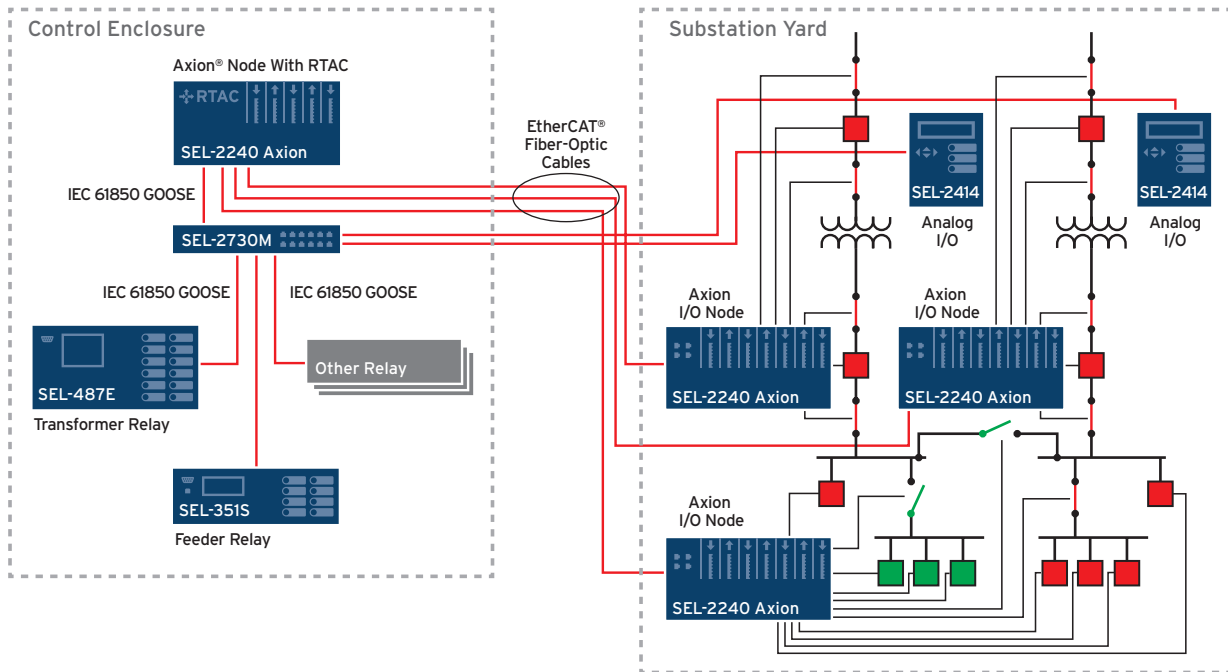 Control Enclosure
Axion® Node With RTAC
RTAC
SEL-2240 Axion
IEC 61850 GOOSE
SEL-2730M
IEC 61850 GOOSE
IEC 61850 GOOSE
SEL-487E
Transformer Relay
Other Relay
SEL-351S
Feeder Relay
EtherCAT®
Fiber-Optic
Cables
Substation Yard
SEL-2414
Analog
I/O
SEL-2414
Analog
I/O
Axion
I/O Node
SEL-2240 Axion
Axion
I/O Node
SEL-2240 Axion
Axion
I/O Node
SEL-2240 Axion